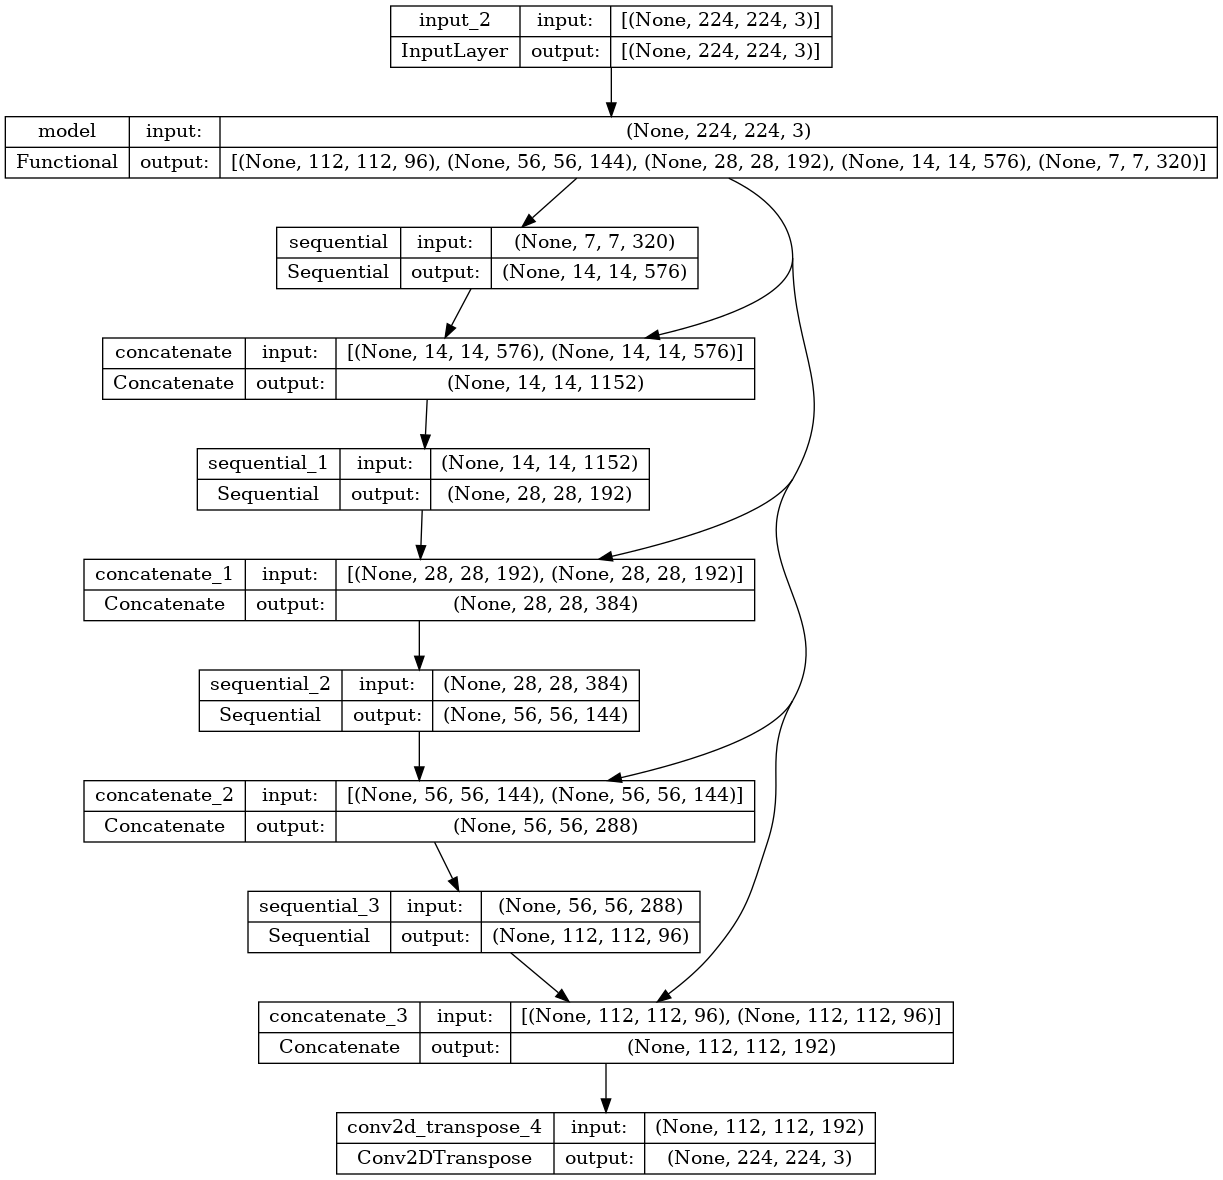 input_2 input: [(None, 224, 224, 3)]
InputLayer output: [(None, 224, 224, 3)]
model input: (None, 224, 224, 3)
Functional output: [(None, 112, 112, 96), (None, 56, 56, 144), (None, 28, 28, 192), (None, 14, 14, 576), (None, 7, 7, 320)]
sequential input: (None, 7, 7, 320)
Sequential output: (None, 14, 14, 576)
concatenate input: [(None, 14, 14, 576), (None, 14, 14, 576)]
Concatenate output: (None, 14, 14, 1152)
sequential_1 input: (None, 14, 14, 1152)
Sequential output: (None, 28, 28, 192)
concatenate_1 input: [(None, 28, 28, 192), (None, 28, 28, 192)]
Concatenate output: (None, 28, 28, 384)
sequential_2 input: (None, 28, 28, 384)
Sequential output: (None, 56, 56, 144)
concatenate_2 input: [(None, 56, 56, 144), (None, 56, 56, 144)]
Concatenate output: (None, 56, 56, 288)
sequential_3 input: (None, 56, 56, 288)
Sequential output: (None, 112, 112, 96)
concatenate_3 input: [(None, 112, 112, 96), (None, 112, 112, 96)]
Concatenate output: (None, 112, 112, 192)
conv2d_transpose_4 input: (None, 112, 112, 192)
Conv2DTranspose output: (None, 224, 224, 3)